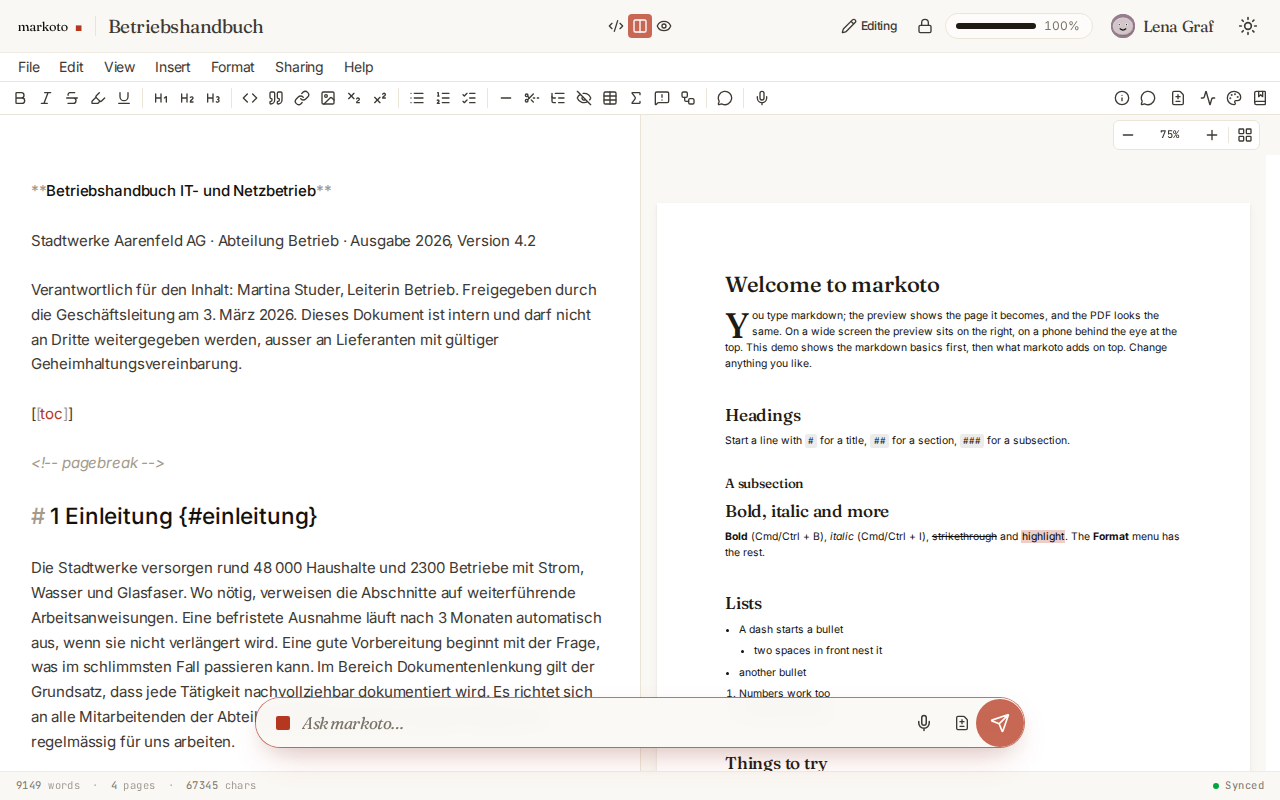 markoto
Betriebshandbuch
Editing
100%
Lena Graf
File Edit View Insert Format Sharing Help
H1 H2 H3
75%
**Betriebshandbuch IT- und Netzbetrieb**
Stadtwerke Aarenfeld AG · Abteilung Betrieb · Ausgabe 2026, Version 4.2
Verantwortlich für den Inhalt: Martina Studer, Leiterin Betrieb. Freigegeben durch
die Geschäftsleitung am 3. März 2026. Dieses Dokument ist intern und darf nicht
an Dritte weitergegeben werden, ausser an Lieferanten mit gültiger
Geheimhaltungsvereinbarung.
[[toc]]
<!-- pagebreak -->
# 1 Einleitung {#einleitung}
Die Stadtwerke versorgen rund 48 000 Haushalte und 2300 Betriebe mit Strom,
Wasser und Glasfaser. Wo nötig, verweisen die Abschnitte auf weiterführende
Arbeitsanweisungen. Eine befristete Ausnahme läuft nach 3 Monaten automatisch
aus, wenn sie nicht verlängert wird. Eine gute Vorbereitung beginnt mit der Frage,
was im schlimmsten Fall passieren kann. Im Bereich Dokumentenlenkung gilt der
Grundsatz, dass jede Tätigkeit nachvollziehbar dokumentiert wird. Es richtet sich
an alle Mitarbeitenden der
regelmässig für uns arbeiten.
Welcome to markoto
You type markdown; the preview shows the page it becomes, and the PDF looks the
same. On a wide screen the preview sits on the right, on a phone behind the eye at the
top. This demo shows the markdown basics first, then what markoto adds on top. Change
anything you like.
Headings
Start a line with # for a title, ## for a section, ### for a subsection.
A subsection
Bold, italic and more
Bold (Cmd/Ctrl + B), italic (Cmd/Ctrl + I), strikethrough and highlight. The Format menu has
the rest.
Lists
• A dash starts a bullet
• two spaces in front nest it
• another bullet
1. Numbers work too
Things to try
Ask markoto...
9149 words · 4 pages · 67345 chars
Synced